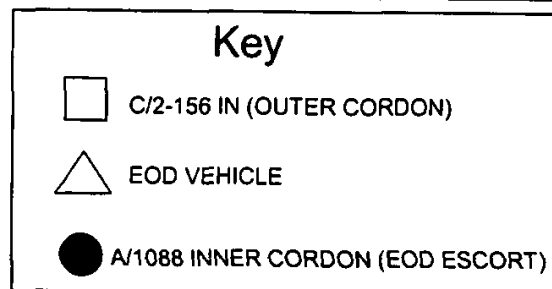 Key
C/2-156 IN (OUTER CORDON)
EOD VEHICLE
A/1088 INNER CORDON (EOD ESCORT)